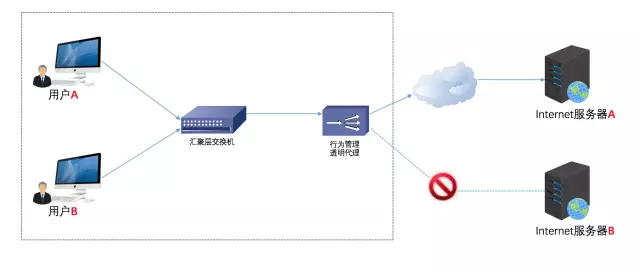 用户A
用户B
汇聚层交换机
行为管理
透明代理
Internet服务器A
Internet服务器B